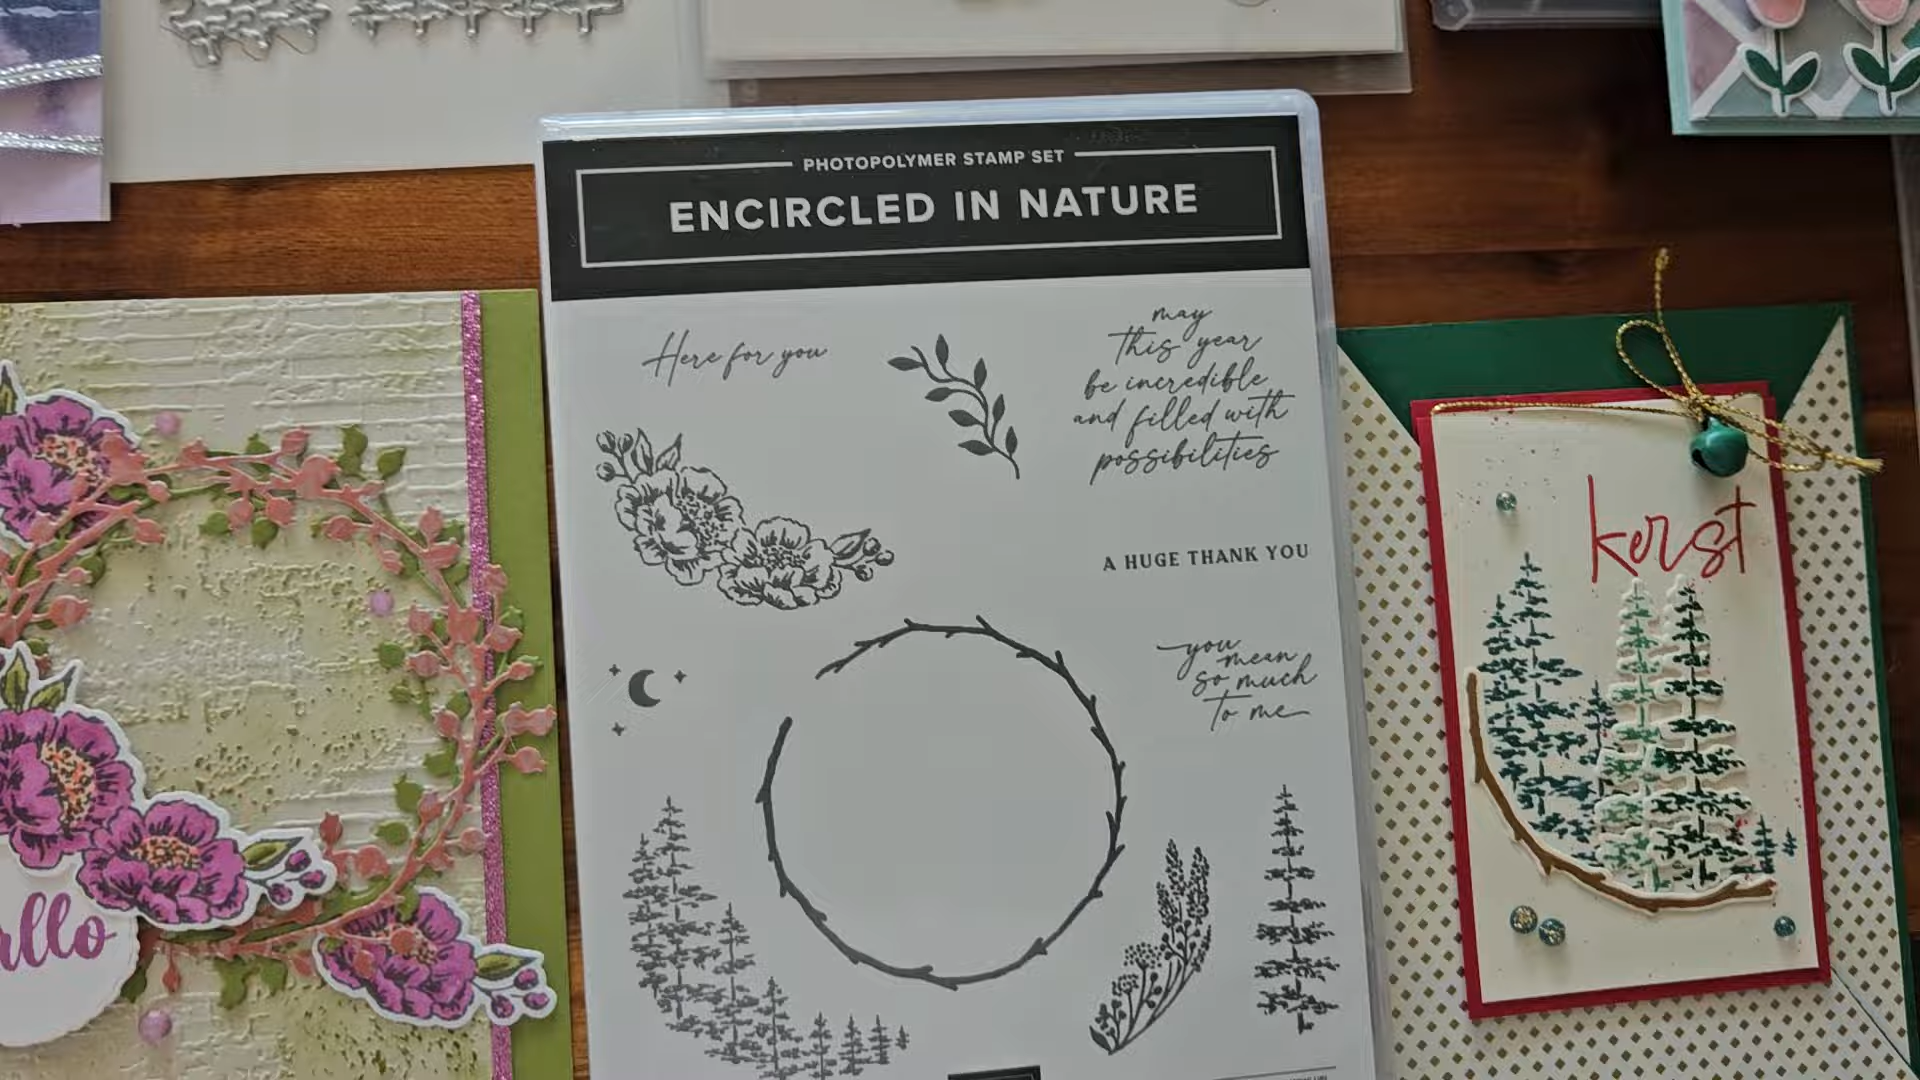 PHOTOPOLYMER STAMP SET
ENCIRCLED IN NATURE
Here for you
may
this year
be incredible
and filled with
possibilities
A HUGE THANK YOU
you
mean
so much
to me
kerst